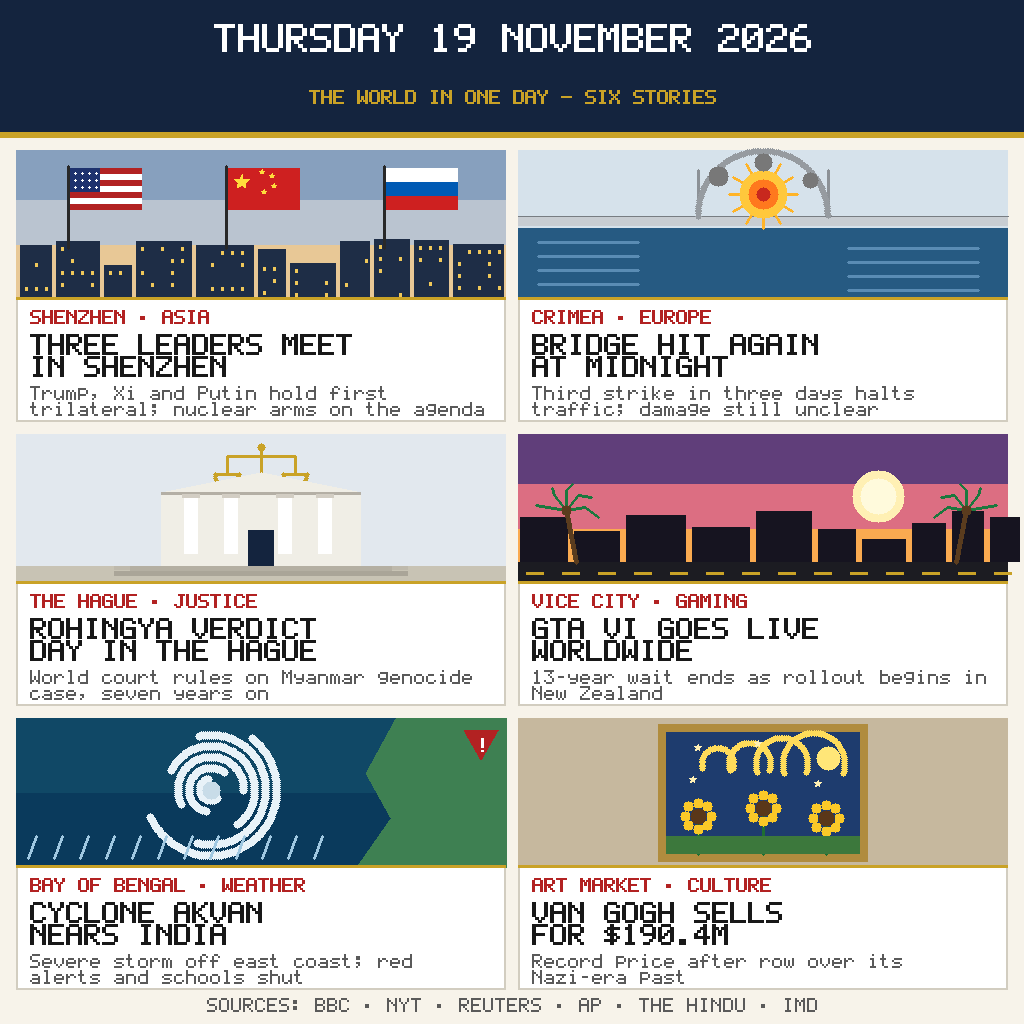 THURSDAY 19 NOVEMBER 2026
THE WORLD IN ONE DAY – SIX STORIES
SHENZHEN · ASIA
THREE LEADERS MEET
IN SHENZHEN
Trump, Xi and Putin hold first
trilateral; nuclear arms on the agenda
CRIMEA · EUROPE
BRIDGE HIT AGAIN
AT MIDNIGHT
Third strike in three days halts
traffic; damage still unclear
THE HAGUE · JUSTICE
ROHINGYA VERDICT
DAY IN THE HAGUE
World court rules on Myanmar genocide
case, seven years on
VICE CITY · GAMING
GTA VI GOES LIVE
WORLDWIDE
13-year wait ends as rollout begins in
New Zealand
!
BAY OF BENGAL · WEATHER
CYCLONE AKVAN
NEARS INDIA
Severe storm off east coast; red
alerts and schools shut
ART MARKET · CULTURE
VAN GOGH SELLS
FOR $190.4M
Record price after row over its
Nazi-era past
SOURCES: BBC · NYT · REUTERS · AP · THE HINDU · IMD